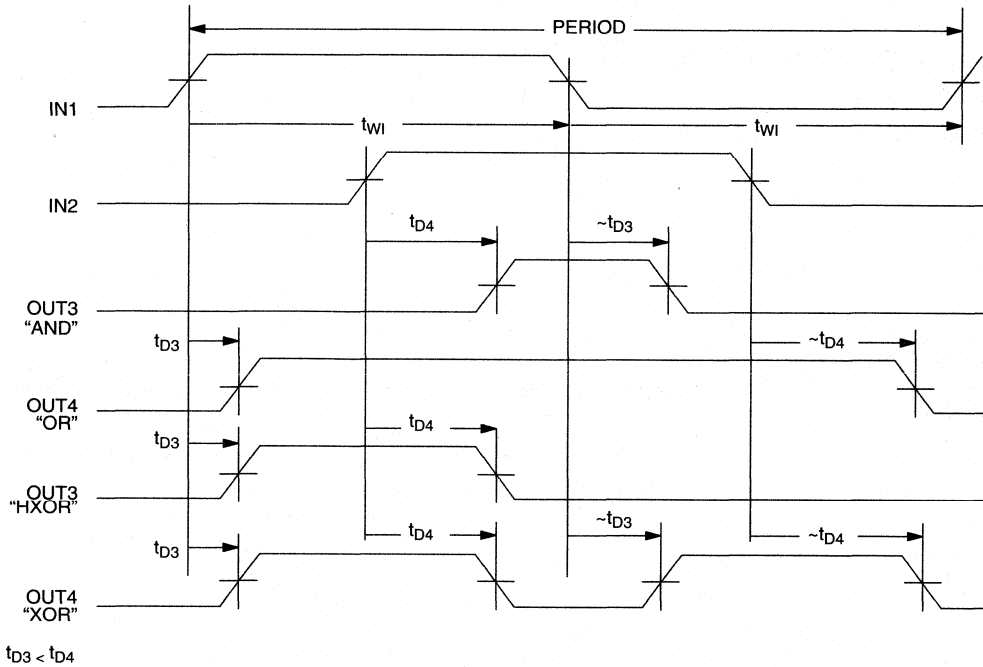 PERIOD
IN1
tWI
tWI
IN2
tD4
~tD3
OUT3
"AND"
tD3
~tD4
OUT4
"OR"
tD3
tD4
OUT3
"HXOR"
tD3
tD4
~tD3
~tD4
OUT4
"XOR"
tD3 < tD4